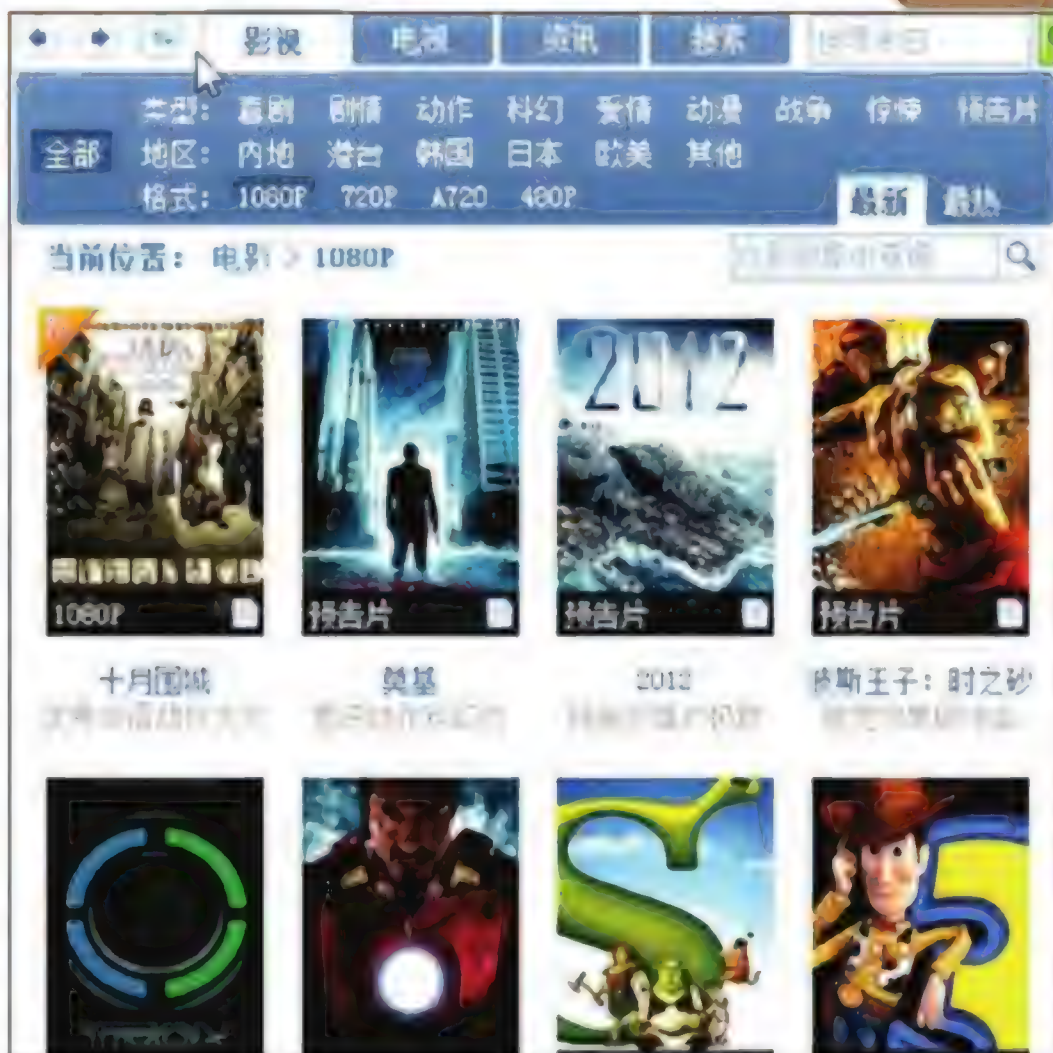 影视 电视 资讯 搜索
类型: 喜剧 剧情 动作 科幻 爱情 动漫 战争 惊悚 预告片
全部 地区: 内地 港台 韩国 日本 欧美 其他
格式: 1080P 720P A720 480P
最新 最热
当前位置: 电影 > 1080P
2012
1080P 预告片 预告片 预告片
十月围城 奠基 2012 斯王子: 时之砂